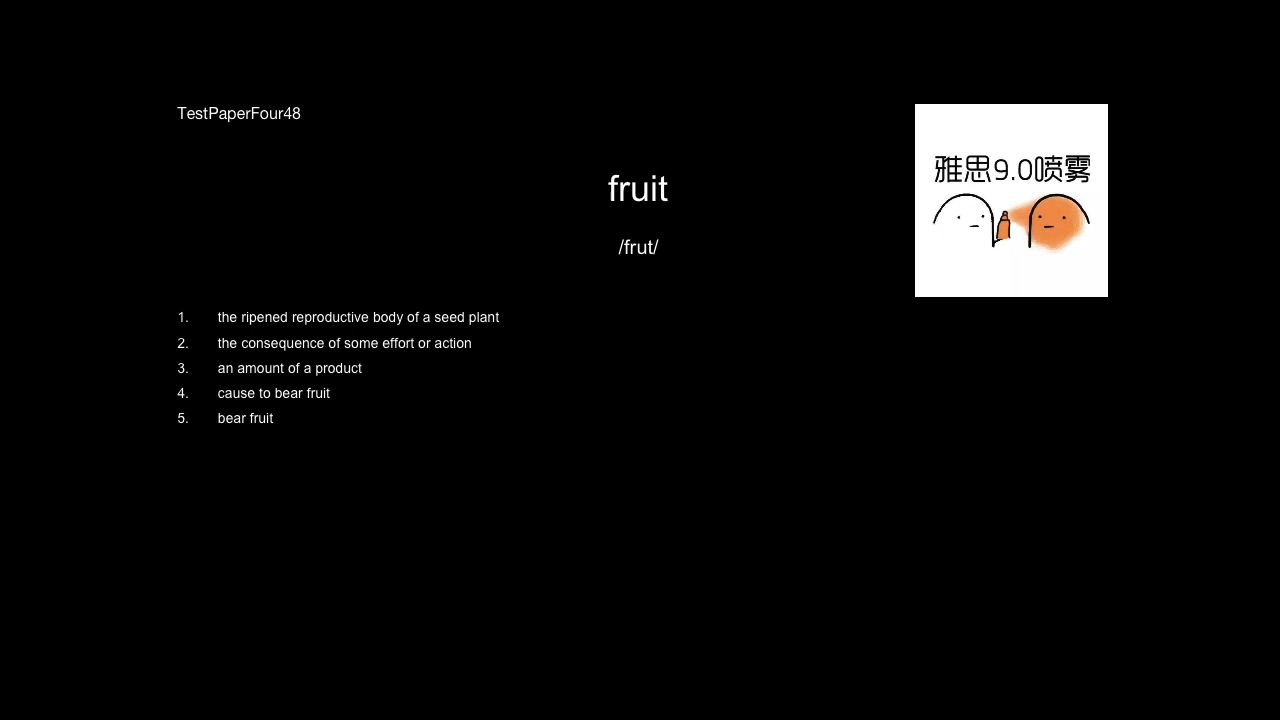 TestPaperFour48
雅思9.0喷雾
fruit
/frut/
1. the ripened reproductive body of a seed plant
2. the consequence of some effort or action
3. an amount of a product
4. cause to bear fruit
5. bear fruit